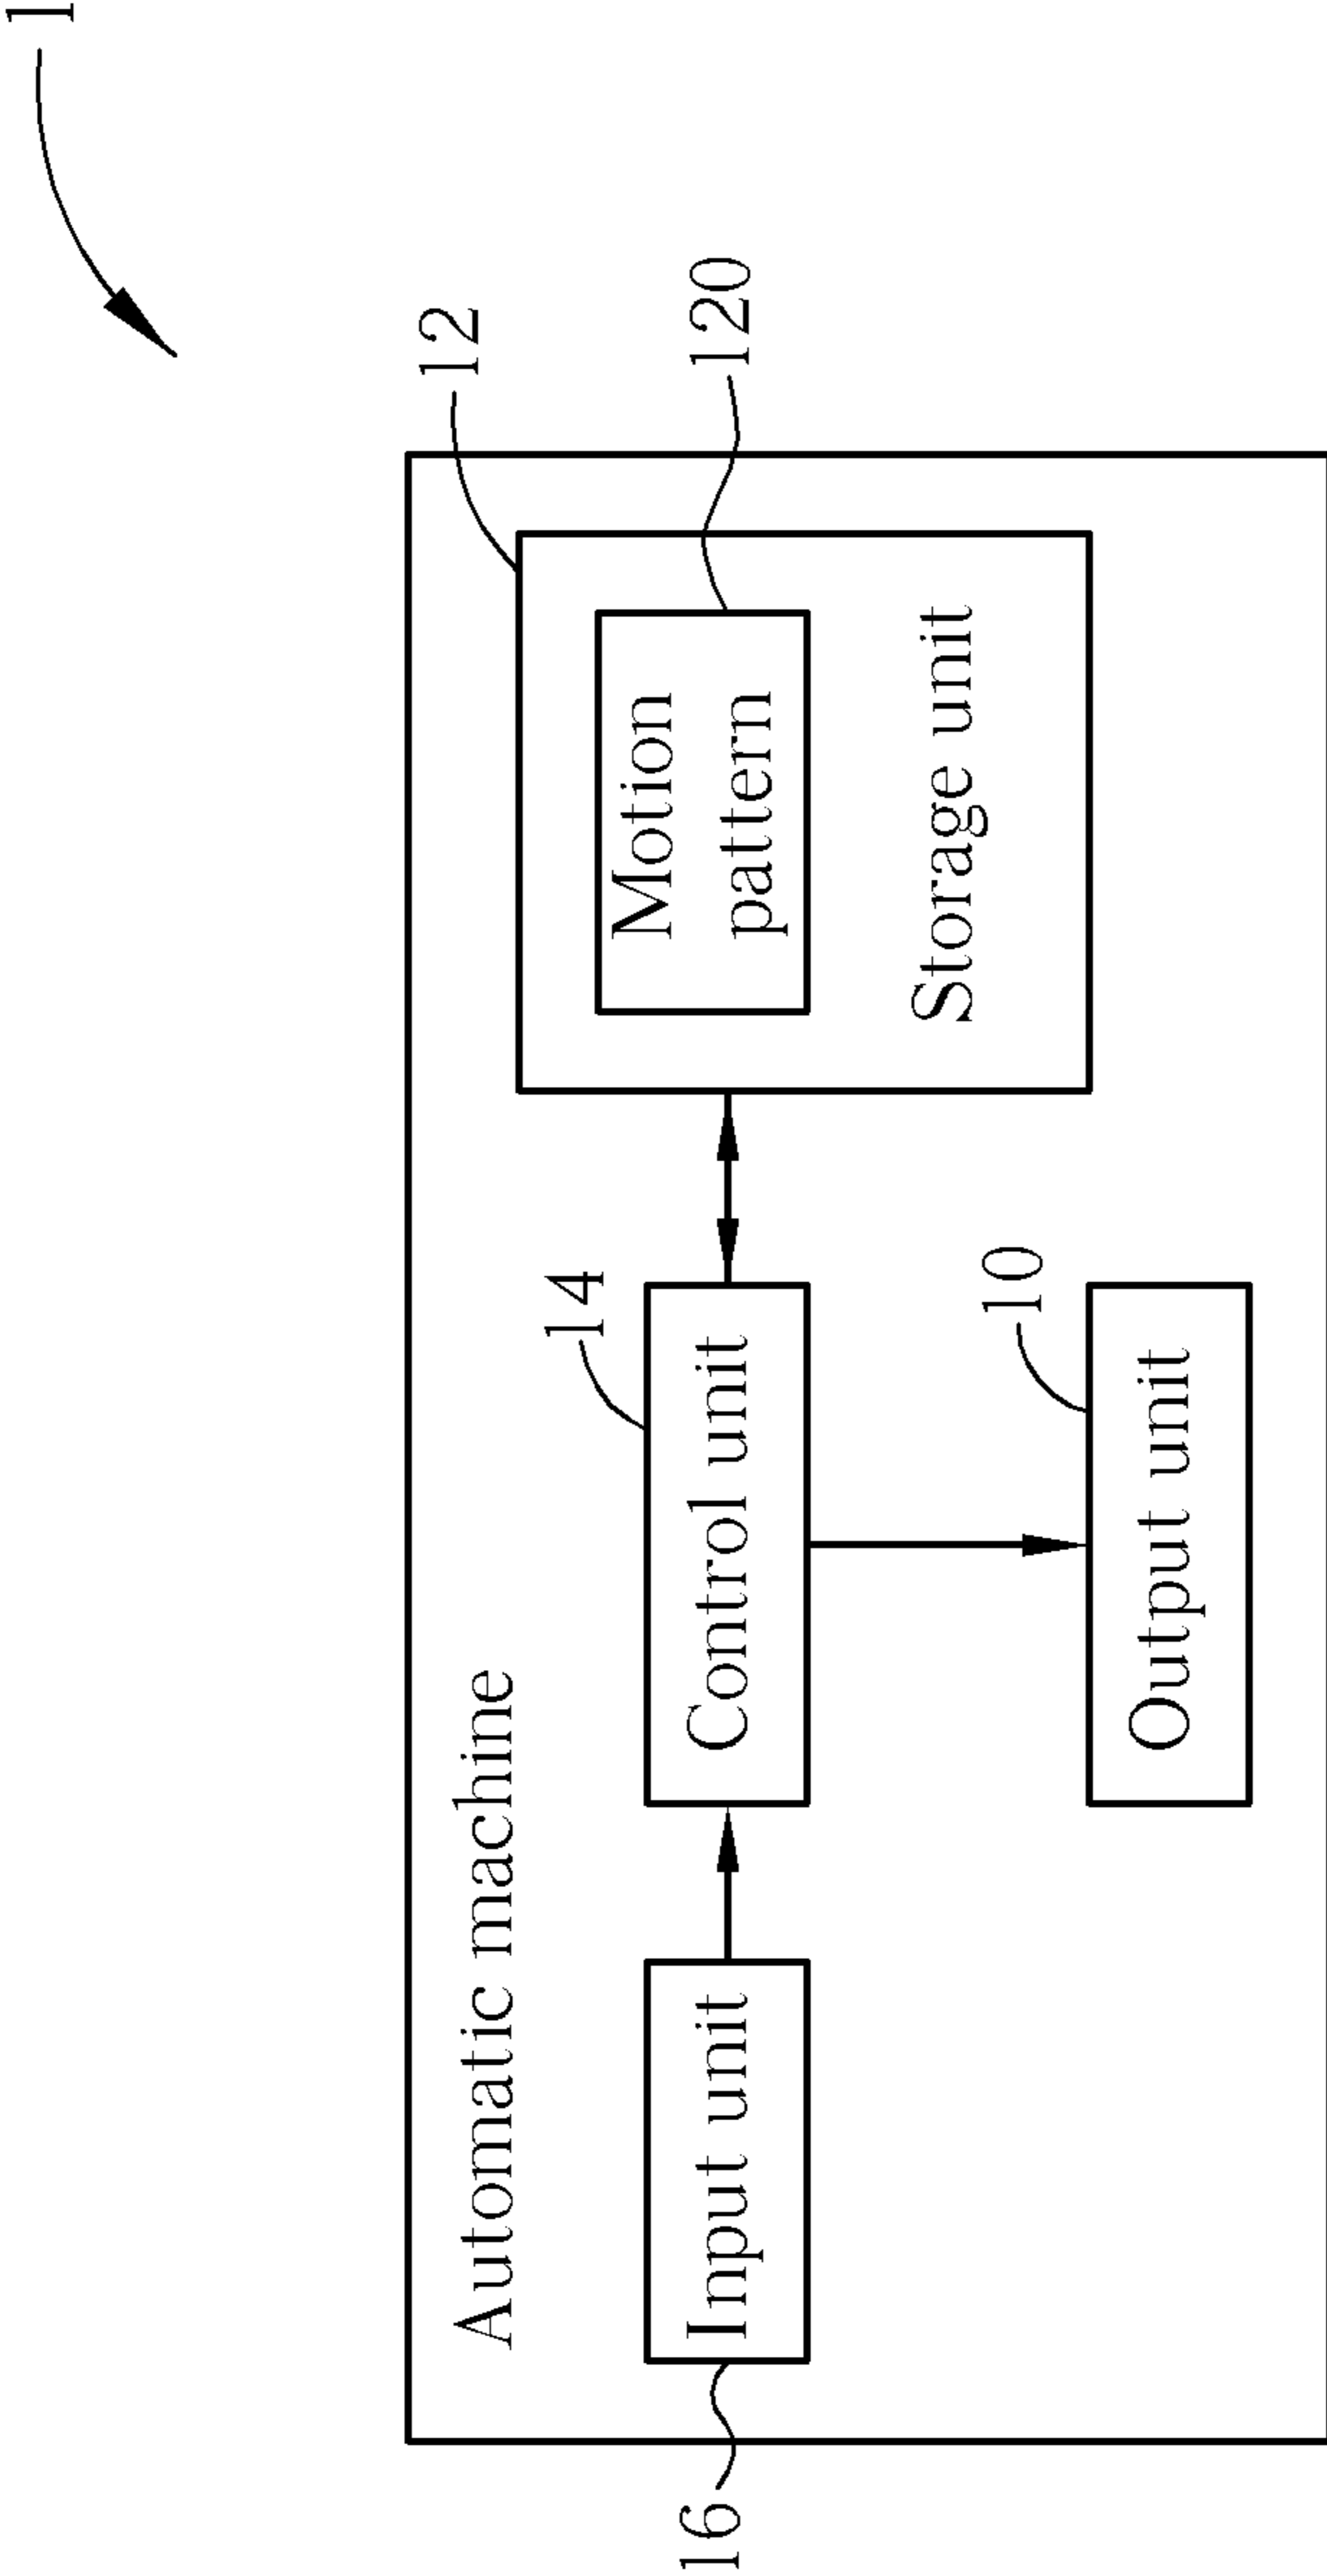 1
12
120
Automatic machine
14
Motion
pattern
16
Input unit
Control unit
Storage unit
10
Output unit